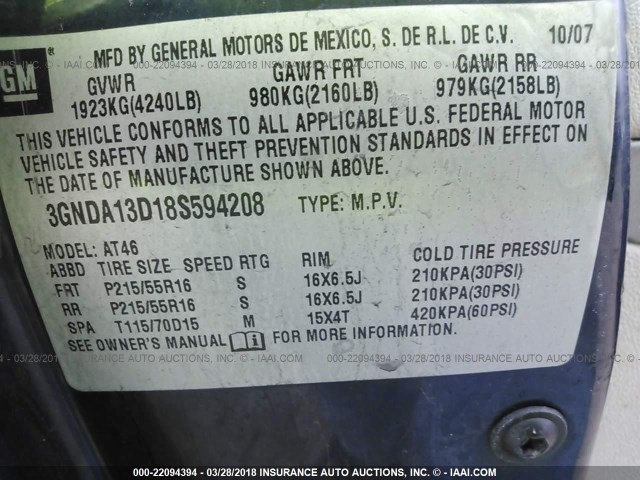 GM ®
MFD BY GENERAL MOTORS DE MEXICO, S. DE R.L. DE C.V. 10/07
GVWR GAWR FRT GAWR RR
1923KG(4240LB) 980KG(2160LB) 979KG(2158LB)
THIS VEHICLE CONFORMS TO ALL APPLICABLE U.S. FEDERAL MOTOR
VEHICLE SAFETY AND THEFT PREVENTION STANDARDS IN EFFECT ON
THE DATE OF MANUFACTURE SHOWN ABOVE.
3GNDA13D18S594208 TYPE: M.P.V.
MODEL: AT46
ABBD TIRE SIZE SPEED RTG RIM COLD TIRE PRESSURE
FRT P215/55R16 S 16X6.5J 210KPA(30PSI)
RR P215/55R16 S 16X6.5J 210KPA(30PSI)
SPA T115/70D15 M 15X4T 420KPA(60PSI)
SEE OWNER'S MANUAL FOR MORE INFORMATION.
000-22094394 - 03/28/2018 INSURANCE AUTO AUCTIONS - © IAAI.COM